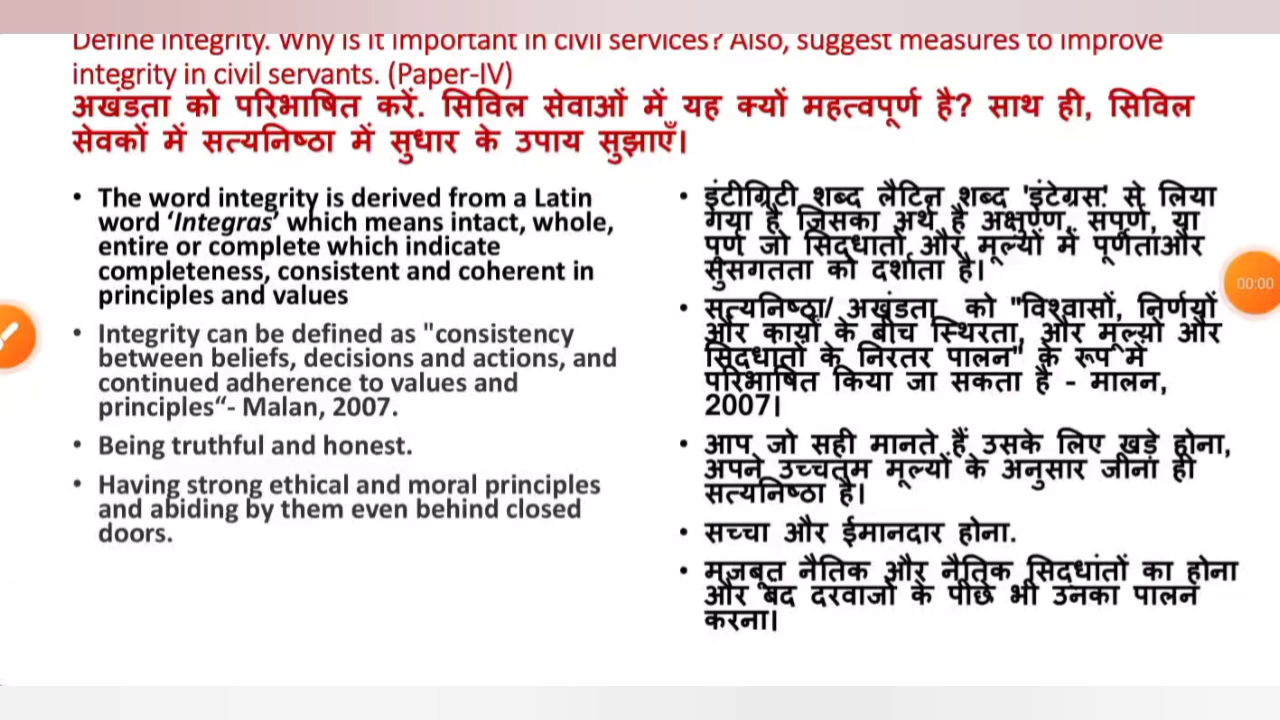 Define integrity. Why is it important in civil services? Also, suggest measures to improve
integrity in civil servants. (Paper-IV)
अखंडता को परिभाषित करें. सिविल सेवाओं में यह क्यों महत्वपूर्ण है? साथ ही, सिविल
सेवकों में सत्यनिष्ठा में सुधार के उपाय सुझाएँ।
• The word integrity is derived from a Latin
word ‘Integras’ which means intact, whole,
entire or complete which indicate
completeness, consistent and coherent in
principles and values
• Integrity can be defined as "consistency
between beliefs, decisions and actions, and
continued adherence to values and
principles“- Malan, 2007.
• Being truthful and honest.
• Having strong ethical and moral principles
and abiding by them even behind closed
doors.
• इंटीग्रिटी शब्द लैटिन शब्द 'इंटेग्रस' से लिया
गया है जिसका अर्थ है अक्षुण्ण, संपूर्ण, या
पूर्ण जो सिद्धांतों और मूल्यों में पूर्णताऔर
सुसंगतता को दर्शाता है।
• सत्यनिष्ठा/ अखंडता को "विश्वासों, निर्णयों
और कार्यों के बीच स्थिरता, और मूल्यों और
सिद्धांतों के निरंतर पालन" के रूप में
परिभाषित किया जा सकता है - मालन,
2007।
• आप जो सही मानते हैं उसके लिए खड़े होना,
अपने उच्चतम मूल्यों के अनुसार जीना ही
सत्यनिष्ठा है।
• सच्चा और ईमानदार होना.
• मजबूत नैतिक और नैतिक सिद्धांतों का होना
और बंद दरवाजों के पीछे भी उनका पालन
करना।
00:00